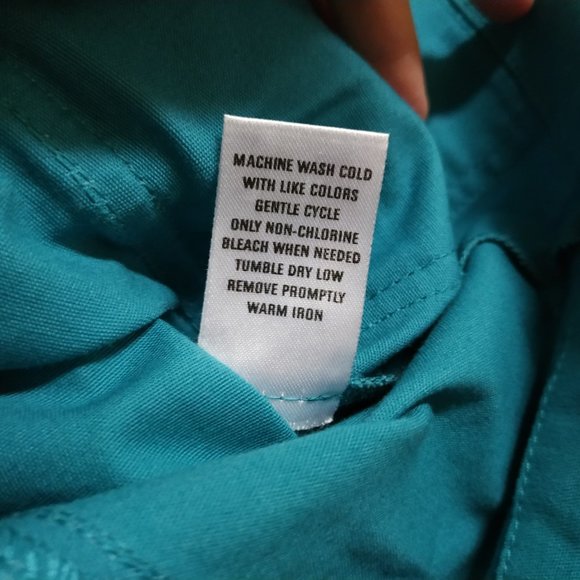 MACHINE WASH COLD
WITH LIKE COLORS
GENTLE CYCLE
ONLY NON-CHLORINE
BLEACH WHEN NEEDED
TUMBLE DRY LOW
REMOVE PROMPTLY
WARM IRON